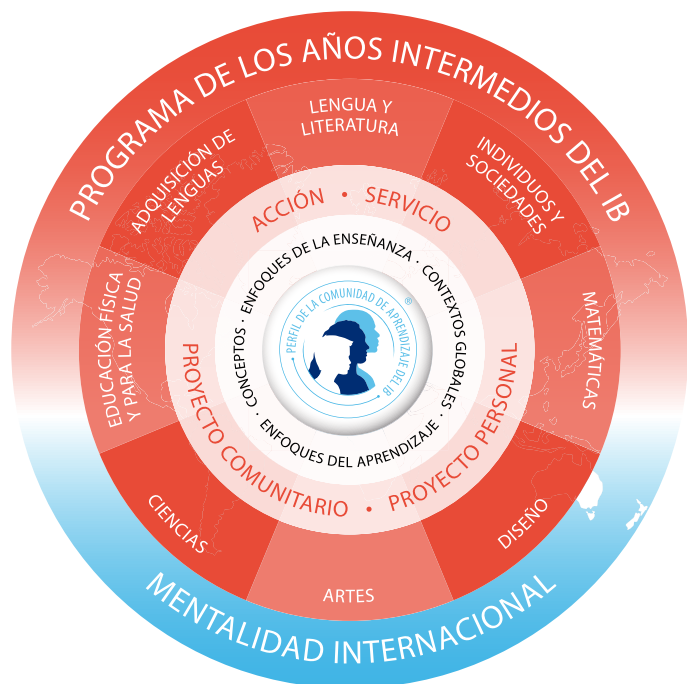 PROGRAMA DE LOS AÑOS INTERMEDIOS DEL IB
LENGUA Y
LITERATURA
INDIVIDUOS Y
SOCIEDADES
MATEMÁTICAS
DISEÑO
ARTES
CIENCIAS
EDUCACIÓN FÍSICA
Y PARA LA SALUD
ADQUISICIÓN DE
LENGUAS
ACCIÓN • SERVICIO
PROYECTO COMUNITARIO • PROYECTO PERSONAL
ENFOQUES DE LA ENSEÑANZA · CONTEXTOS GLOBALES ·
CONCEPTOS · ENFOQUES DEL APRENDIZAJE ·
PERFIL DE LA COMUNIDAD DE APRENDIZAJE DEL IB
®
MENTALIDAD INTERNACIONAL